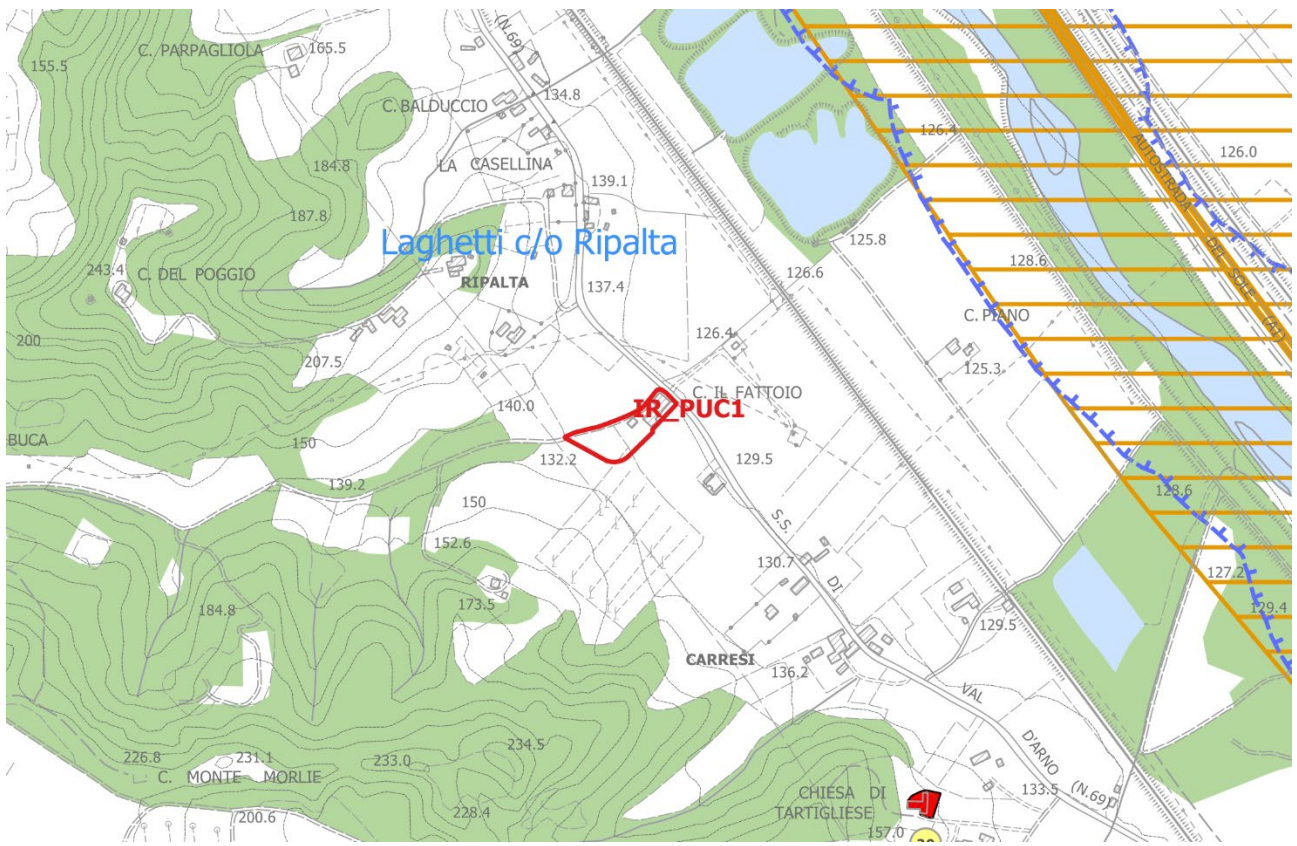 C. PARPAGLIOLA
165.5
(N.69)
155.5
134.8
C. BALDUCCIO
126.4
126.0
AUTOSTRADA DEL SOLE (A1)
184.8
LA CASELLINA
139.1
187.8
Laghetti c/o Ripalta
125.8
128.6
243.4
C. DEL POGGIO
RIPALTA
126.6
137.4
C. PIANO
200
126.4
125.3
207.5
C. IL FATTOIO
IR_PUC1
140.0
BUCA
150
132.2
129.5
139.2
128.6
150
S.S DI VAL D'ARNO (N.69)
152.6
130.7
127.2
173.5
129.4
184.8
129.5
CARRESI
136.2
234.5
226.8
231.1
233.0
C. MONTE MORLIE
CHIESA DI
TARTIGLIESE
133.5
228.4
200.6
157.0